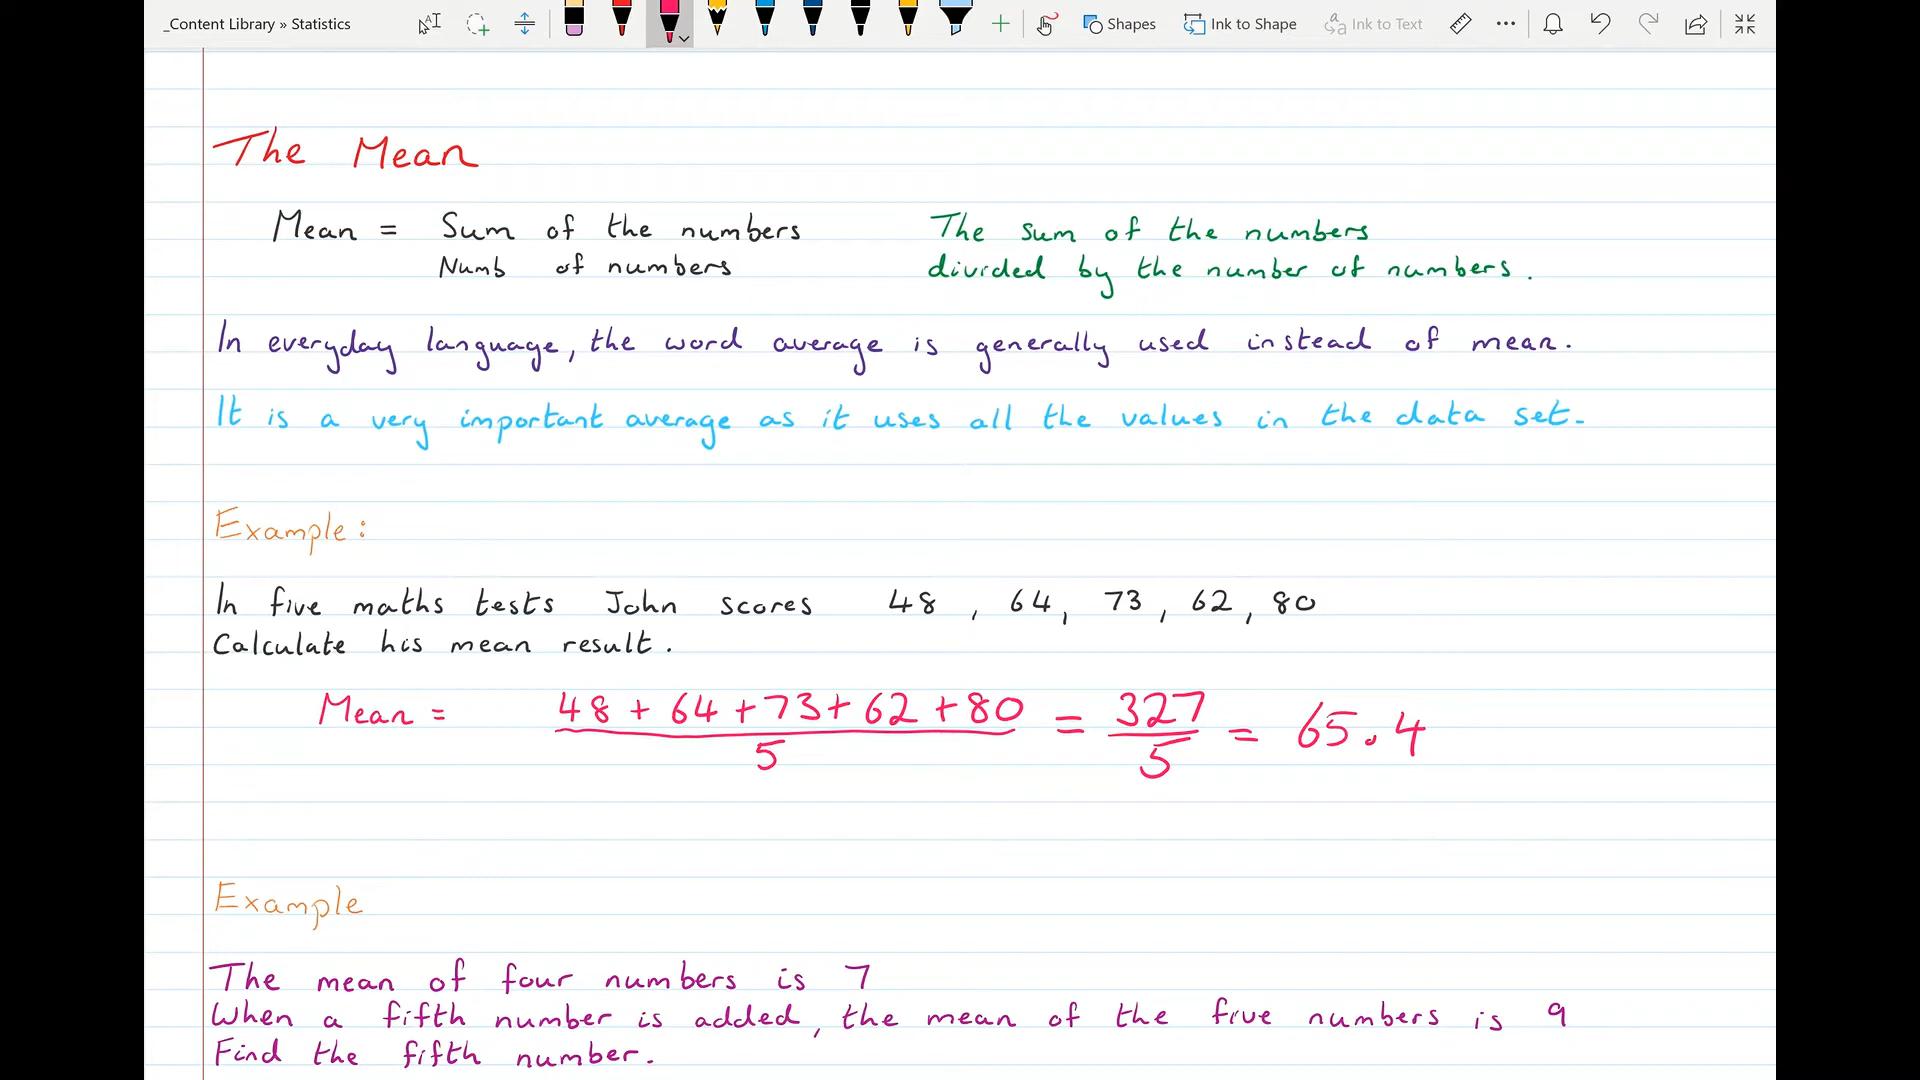 _Content Library » Statistics
Shapes
Ink to Shape
Ink to Text
The Mean
Mean = Sum of the numbers
Numb of numbers
The sum of the numbers
divided by the number of numbers.
In everyday language, the word average is generally used instead of mean.
It is a very important average as it uses all the values in the data set.
Example:
In five maths tests John scores 48, 64, 73, 62, 80
Calculate his mean result.
Mean = 48 + 64 + 73 + 62 + 80 = 327 = 65.4
5 5
Example
The mean of four numbers is 7
When a fifth number is added, the mean of the five numbers is 9
Find the fifth number.